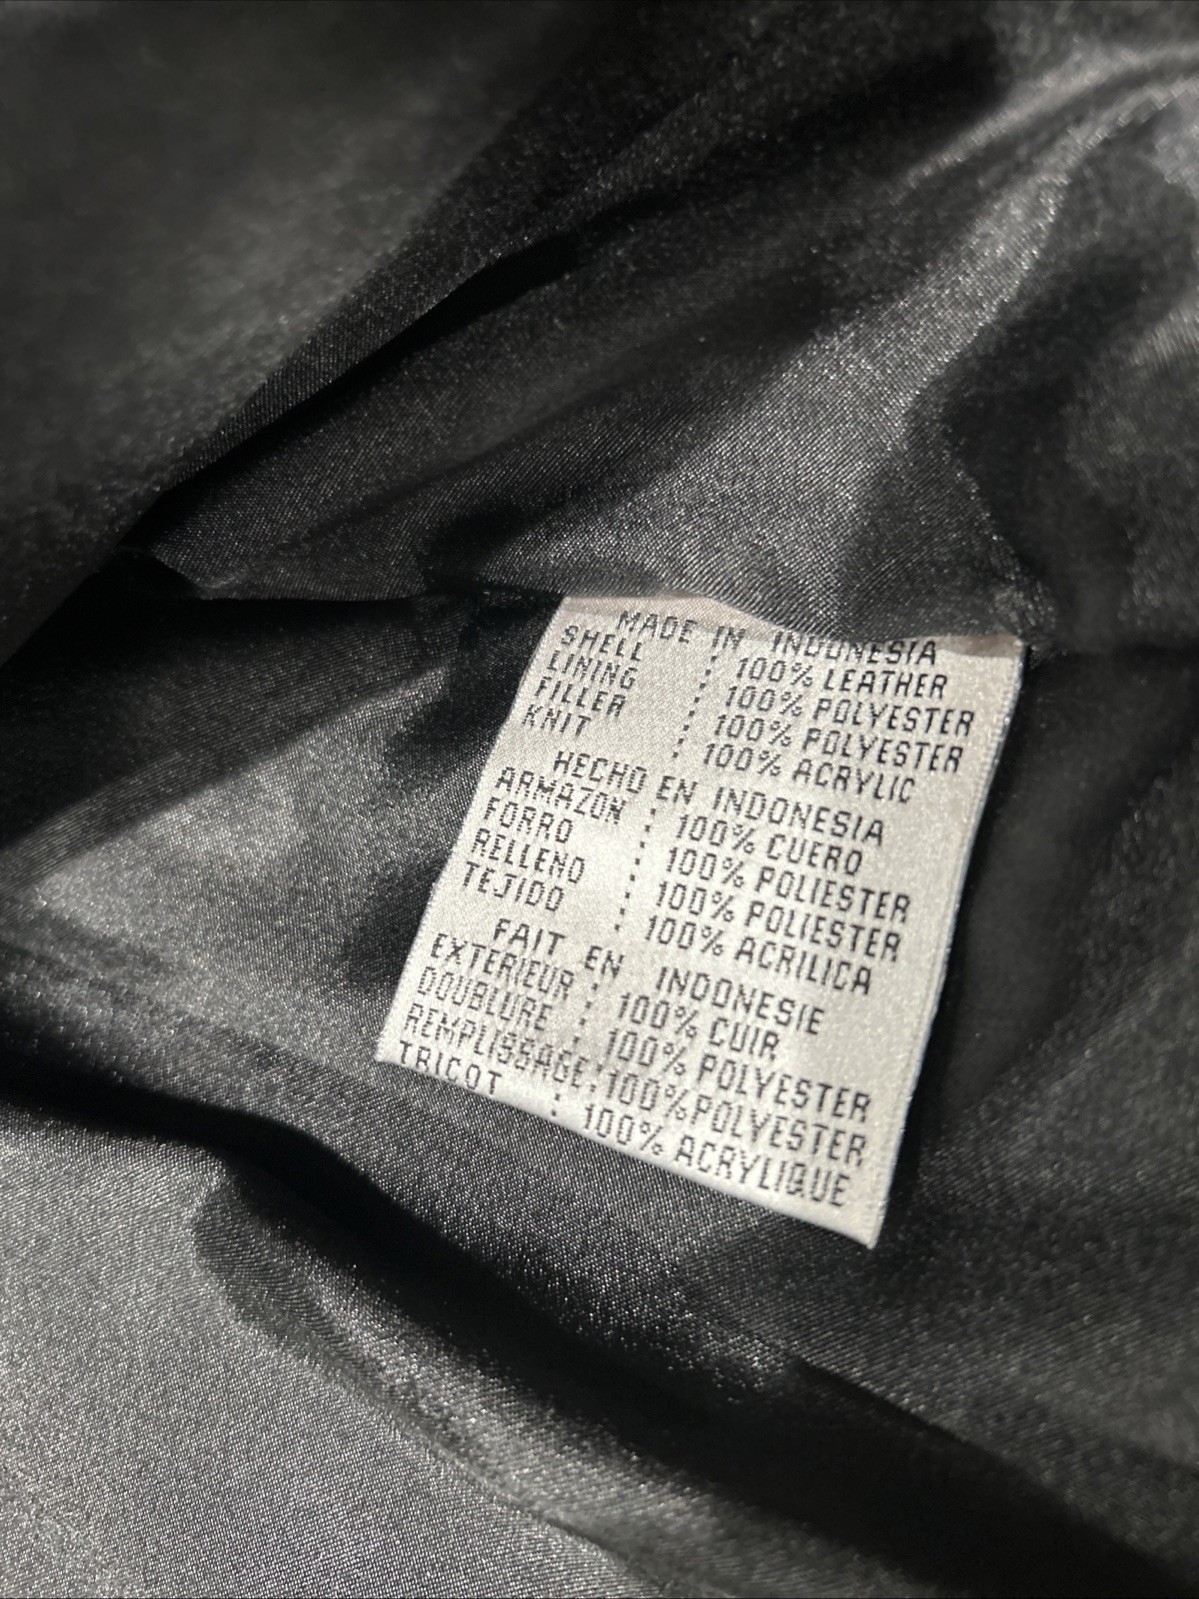 MADE IN INDONESIA
SHELL : 100% LEATHER
LINING : 100% POLYESTER
FILLER : 100% POLYESTER
KNIT : 100% ACRYLIC
HECHO EN INDONESIA
ARMAZON : 100% CUERO
FORRO : 100% POLIESTER
RELLENO : 100% POLIESTER
TEJIDO : 100% ACRILICA
FAIT EN INDONESIE
EXTERIEUR : 100% CUIR
DOUBLURE : 100% POLYESTER
REMPLISSAGE: 100% POLYESTER
TRICOT : 100% ACRYLIQUE